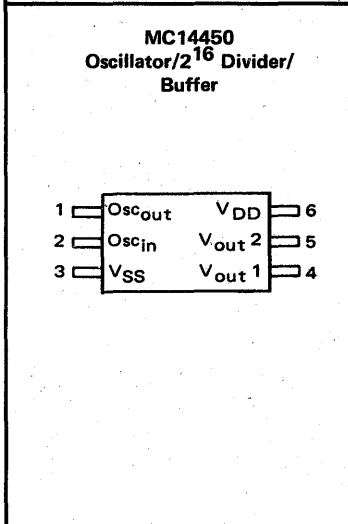 MC14450
Oscillator/2^16 Divider/
Buffer
1 Osc_out V_DD 6
2 Osc_in V_out 2 5
3 V_SS V_out 1 4